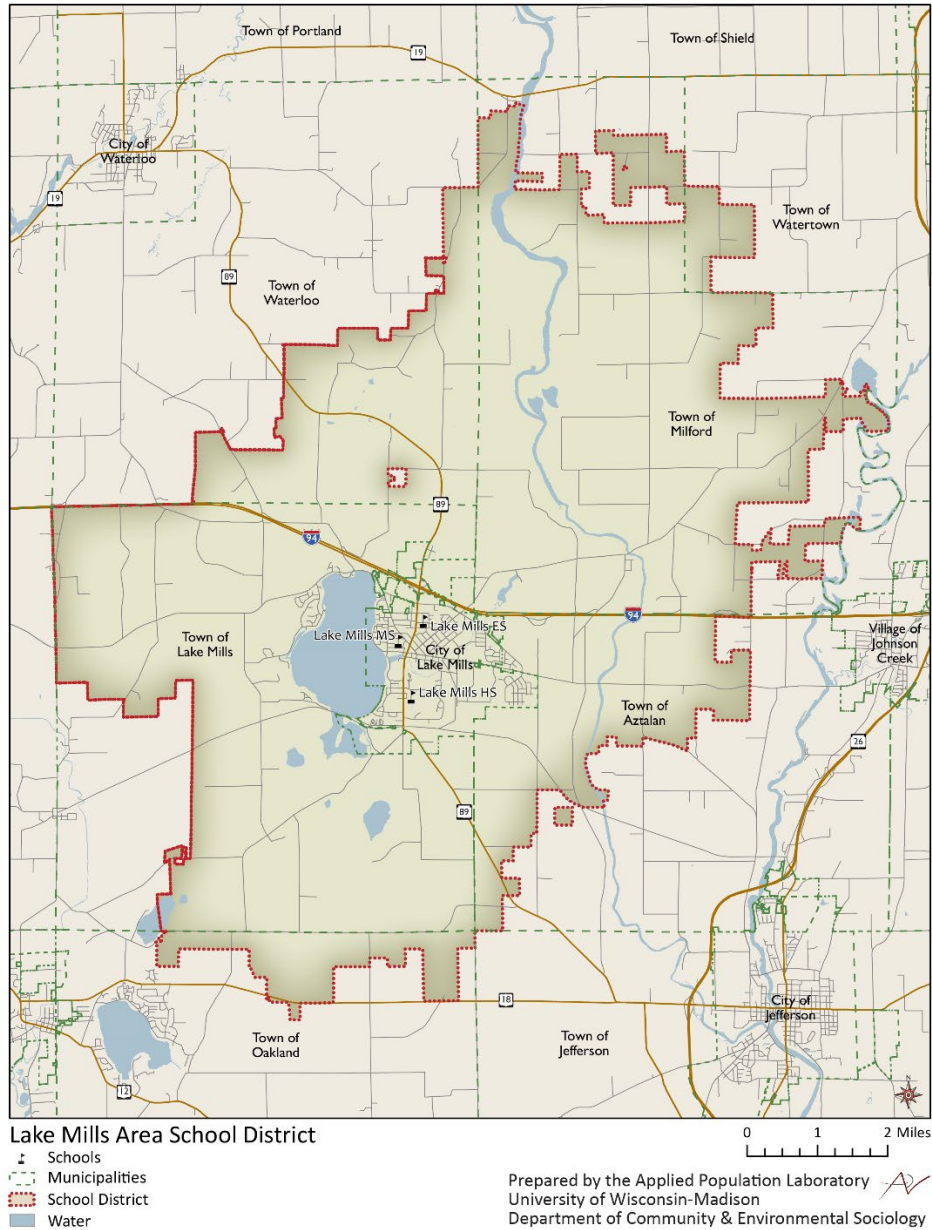 Town of Portland
Town of Shield
19
City of
Waterloo
19
Town of
Watertown
89
Town of
Waterloo
Town of
Milford
89
94
94
Lake Mills ES
Lake Mills MS
Town of
Lake Mills
City of
Lake Mills
Village of
Johnson
Creek
Lake Mills HS
Town of
Aztalan
26
89
18
City of
Jefferson
Town of
Oakland
Town of
Jefferson
12
N
Lake Mills Area School District
Schools
Municipalities
School District
Water
0 1 2 Miles
Prepared by the Applied Population Laboratory
University of Wisconsin-Madison
Department of Community & Environmental Sociology